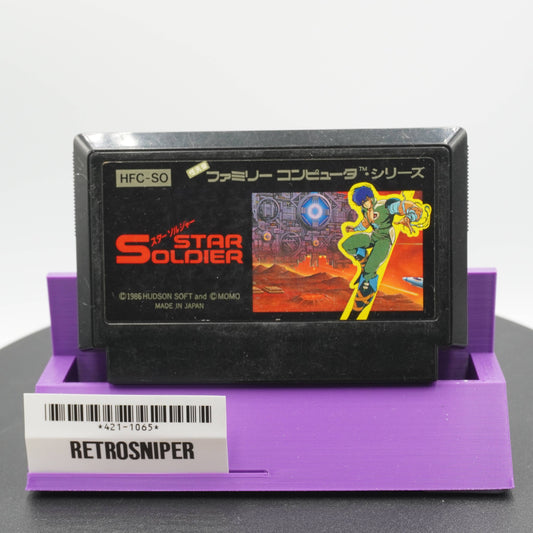 HFC-SO
ファミリー コンピュータ™・シリーズ
スター・ソルジャー
STAR
SOLDIER
©1986 HUDSON SOFT and ©MOMO
MADE IN JAPAN
*421-1065*
RETROSNIPER